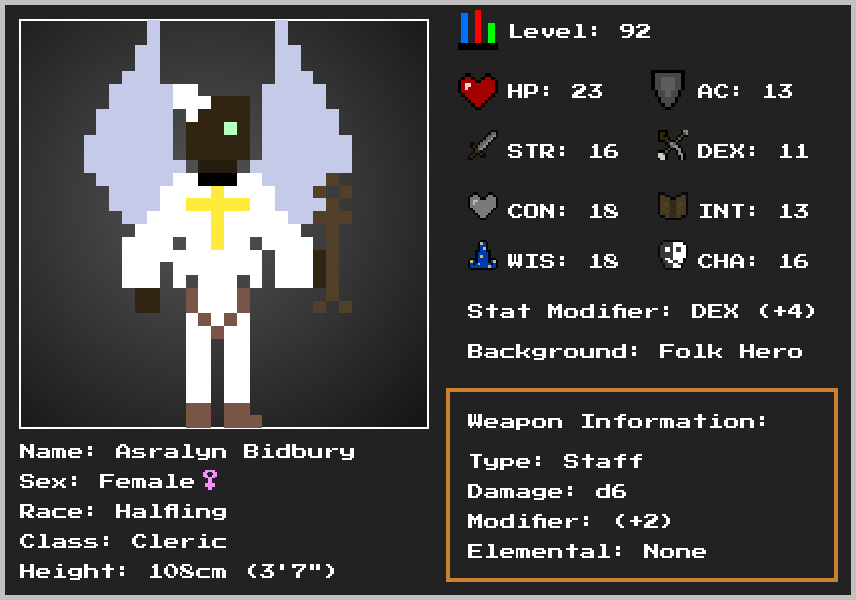 Level: 92
HP: 23
AC: 13
STR: 16
DEX: 11
CON: 18
INT: 13
WIS: 18
CHA: 16
Stat Modifier: DEX (+4)
Background: Folk Hero
Weapon Information:
Type: Staff
Damage: d6
Modifier: (+2)
Elemental: None
Name: Asralyn Bidbury
Sex: Female♀
Race: Halfling
Class: Cleric
Height: 108cm (3'7")